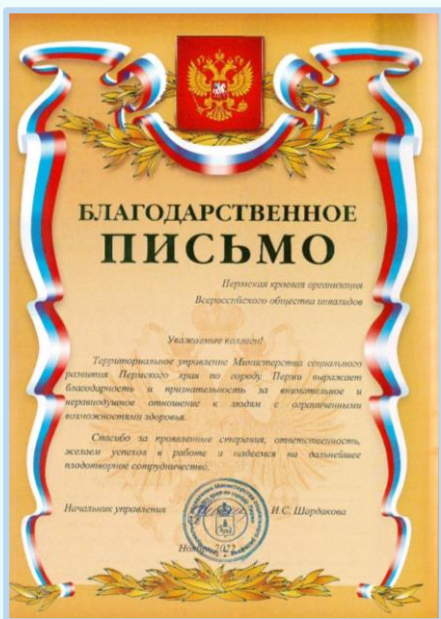 БЛАГОДАРСТВЕННОЕ
ПИСЬМО
Пермская краевая организация
Всероссийского общества инвалидов
Уважаемые коллеги!
Территориальное управление Министерства социального
развития Пермского края по городу Перми выражает
благодарность и признательность за внимательное и
неравнодушное отношение к людям с ограниченными
возможностями здоровья.
Спасибо за проявленные старания, ответственность,
желаем успехов в работе и надеемся на дальнейшее
плодотворное сотрудничество.
Начальник управления И.С. Шардакова
Ноябрь 2022